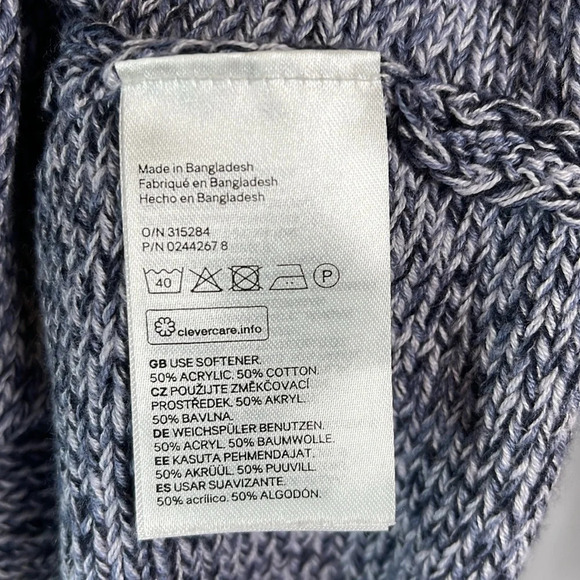 Made in Bangladesh
Fabriqué en Bangladesh
Hecho en Bangladesh
O/N 315284
P/N 0244267 8
40 P
clevercare.info
GB USE SOFTENER.
50% ACRYLIC. 50% COTTON.
CZ POUŽIJTE ZMĚKČOVACÍ
PROSTŘEDEK. 50% AKRYL.
50% BAVLNA.
DE WEICHSPÜLER BENUTZEN.
50% ACRYL. 50% BAUMWOLLE.
EE KASUTA PEHMENDAJAT.
50% AKRÜÜL. 50% PUUVILL.
ES USAR SUAVIZANTE.
50% acrílico. 50% ALGODÓN.